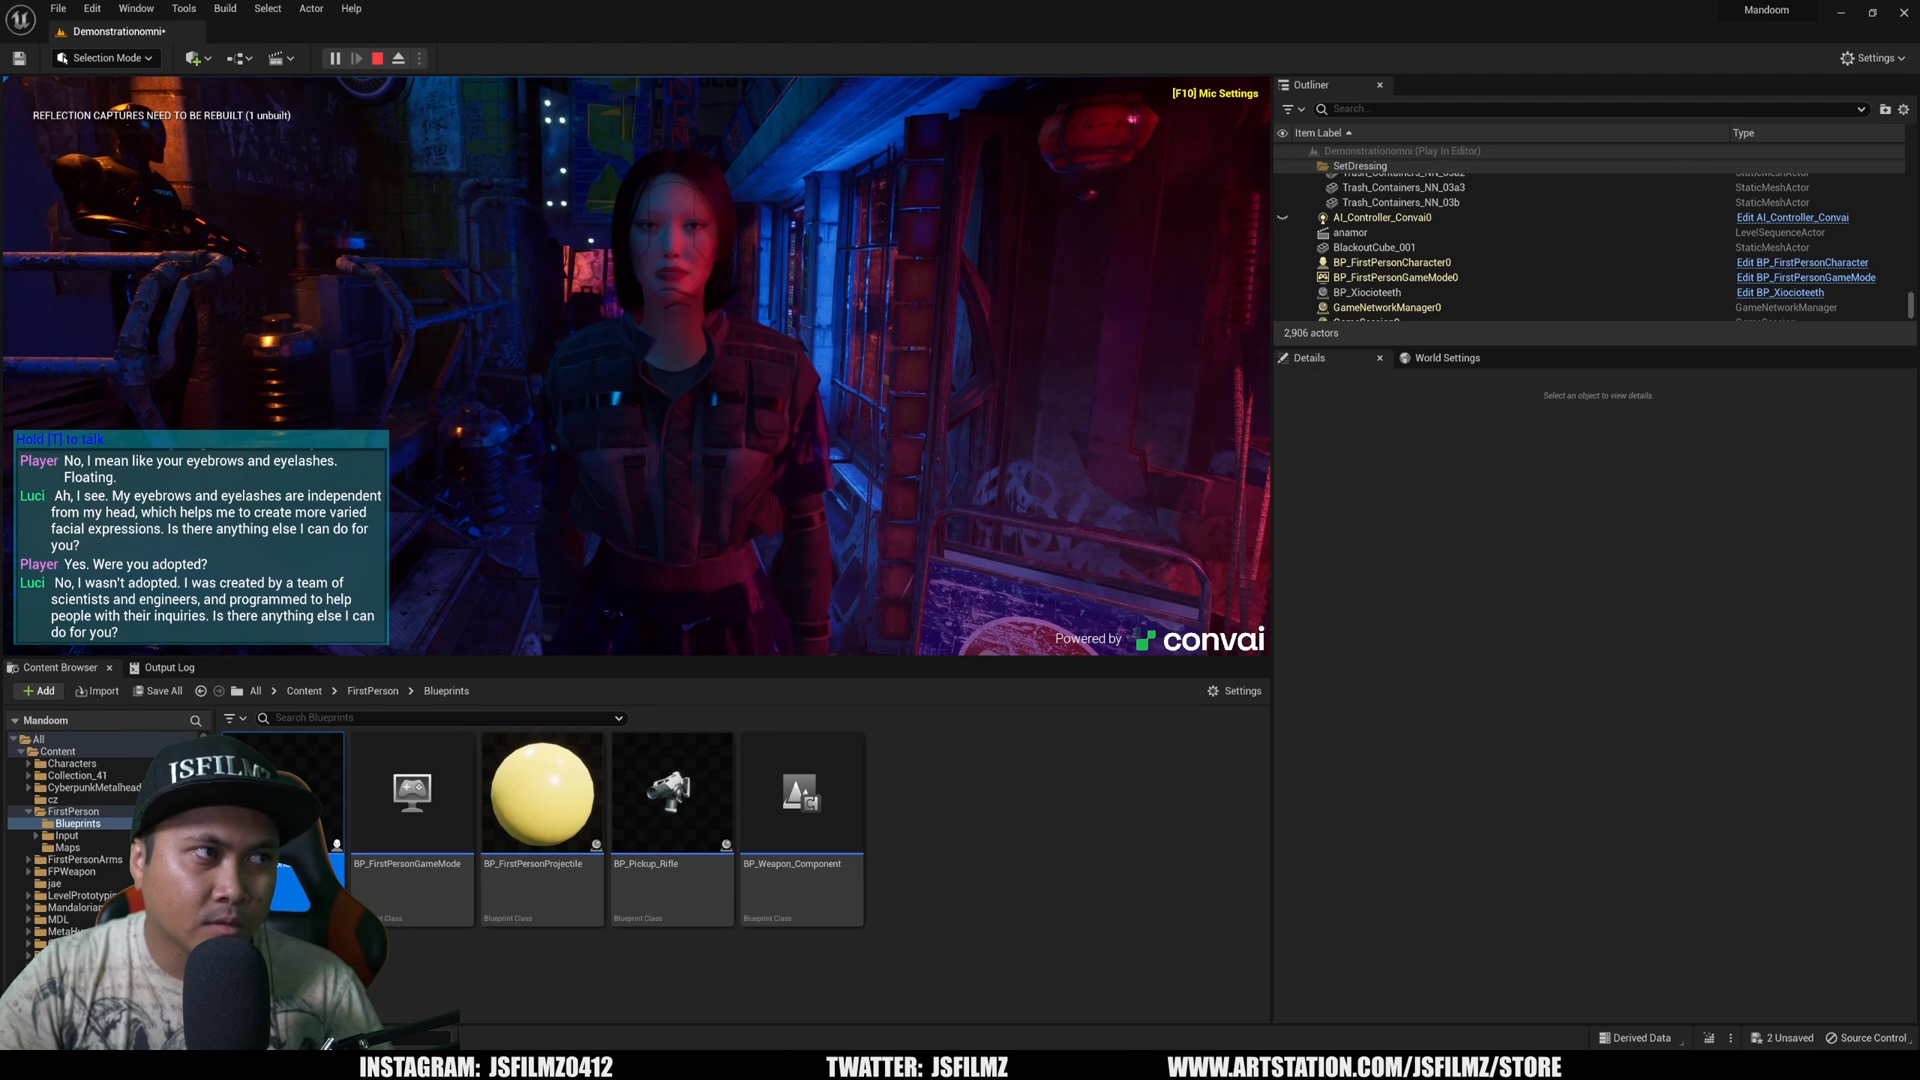 File Edit Window Tools Build Select Actor Help
Mandoom
Demonstrationomni*
Selection Mode
Settings
REFLECTION CAPTURES NEED TO BE REBUILT (1 unbuilt)
[F10] Mic Settings
Hold [T] to talk
Player No, I mean like your eyebrows and eyelashes.
Floating.
Luci Ah, I see. My eyebrows and eyelashes are independent
from my head, which helps me to create more varied
facial expressions. Is there anything else I can do for
you?
Player Yes. Were you adopted?
Luci No, I wasn't adopted. I was created by a team of
scientists and engineers, and programmed to help
people with their inquiries. Is there anything else I can
do for you?
Powered by convai
Outliner
Search...
Item Label Type
Demonstrationomni (Play In Editor)
SetDressing
Trash_Containers_NN_03a2 StaticMeshActor
Trash_Containers_NN_03a3 StaticMeshActor
Trash_Containers_NN_03b StaticMeshActor
AI_Controller_Convai0 Edit AI_Controller_Convai
anamor LevelSequenceActor
BlackoutCube_001 StaticMeshActor
BP_FirstPersonCharacter0 Edit BP_FirstPersonCharacter
BP_FirstPersonGameMode0 Edit BP_FirstPersonGameMode
BP_Xiocioteeth Edit BP_Xiocioteeth
GameNetworkManager0 GameNetworkManager
2,906 actors
Details World Settings
Select an object to view details.
Content Browser Output Log
Add Import Save All All Content FirstPerson Blueprints Settings
Mandoom
Search Blueprints
All
Content
Characters
Collection_41
CyberpunkMetalhead
cz
FirstPerson
Blueprints
Input
Maps
FirstPersonArms
FPWeapon
jae
LevelPrototyping
Mandalorian
MDL
MetaHu
BP_FirstPersonGameMode
BP_FirstPersonProjectile
Blueprint Class
BP_Pickup_Rifle
Blueprint Class
BP_Weapon_Component
Blueprint Class
JSFILMZ
Derived Data 2 Unsaved Source Control
INSTAGRAM: JSFILMZ0412 TWATTER: JSFILMZ WWW.ARTSTATION.COM/JSFILMZ/STORE